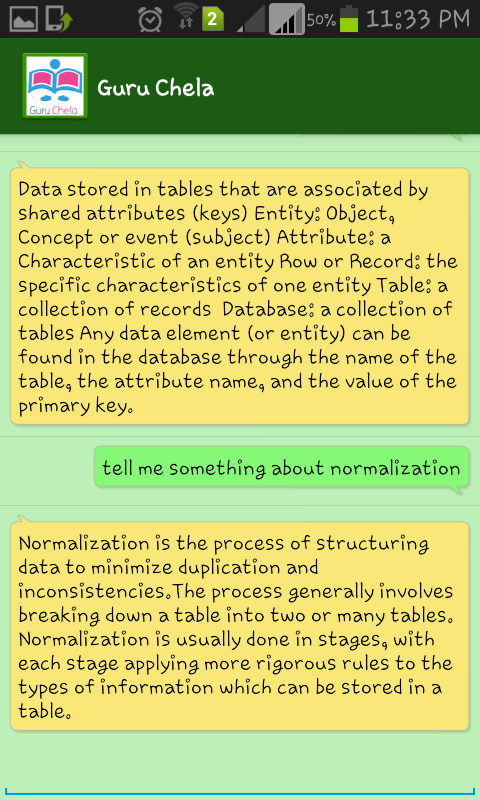 2
50%
11:33 PM
Guru Chela
Guru Chela
Data stored in tables that are associated by
shared attributes (keys) Entity: Object,
Concept or event (subject) Attribute: a
Characteristic of an entity Row or Record: the
specific characteristics of one entity Table: a
collection of records  Database: a collection of
tables Any data element (or entity) can be
found in the database through the name of the
table, the attribute name, and the value of the
primary key.
tell me something about normalization
Normalization is the process of structuring
data to minimize duplication and
inconsistencies.The process generally involves
breaking down a table into two or many tables.
Normalization is usually done in stages, with
each stage applying more rigorous rules to the
types of information which can be stored in a
table.